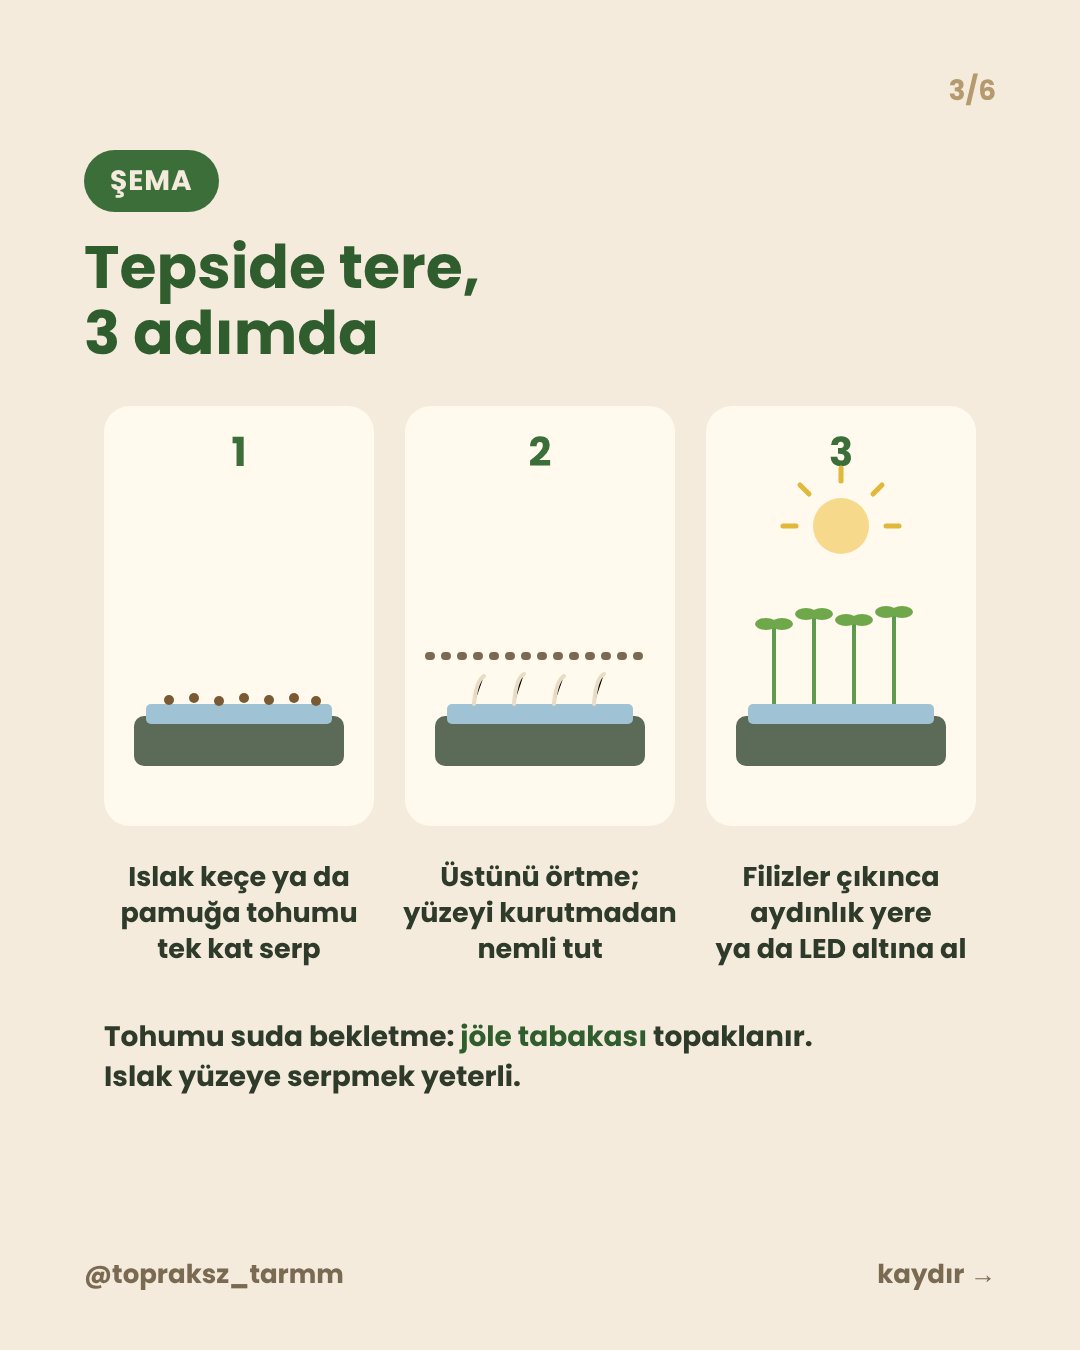 3/6
ŞEMA
Tepside tere,
3 adımda
1
2
3
Islak keçe ya da
pamuğa tohumu
tek kat serp
Üstünü örtme;
yüzeyi kurutmadan
nemli tut
Filizler çıkınca
aydınlık yere
ya da LED altına al
Tohumu suda bekletme: jöle tabakası topaklanır.
Islak yüzeye serpmek yeterli.
@topraksz_tarmm
kaydır →